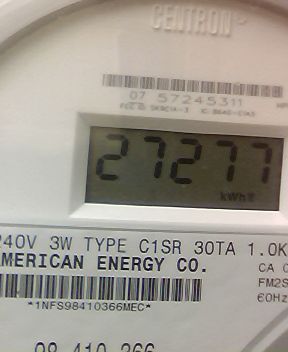 CENTRON
07 57245311
27277
kWh
240V 3W TYPE C1SR 30TA 1.0K
AMERICAN ENERGY CO.
CA
FM2S
60Hz
*1NFS98410366MEC*
98 410 366